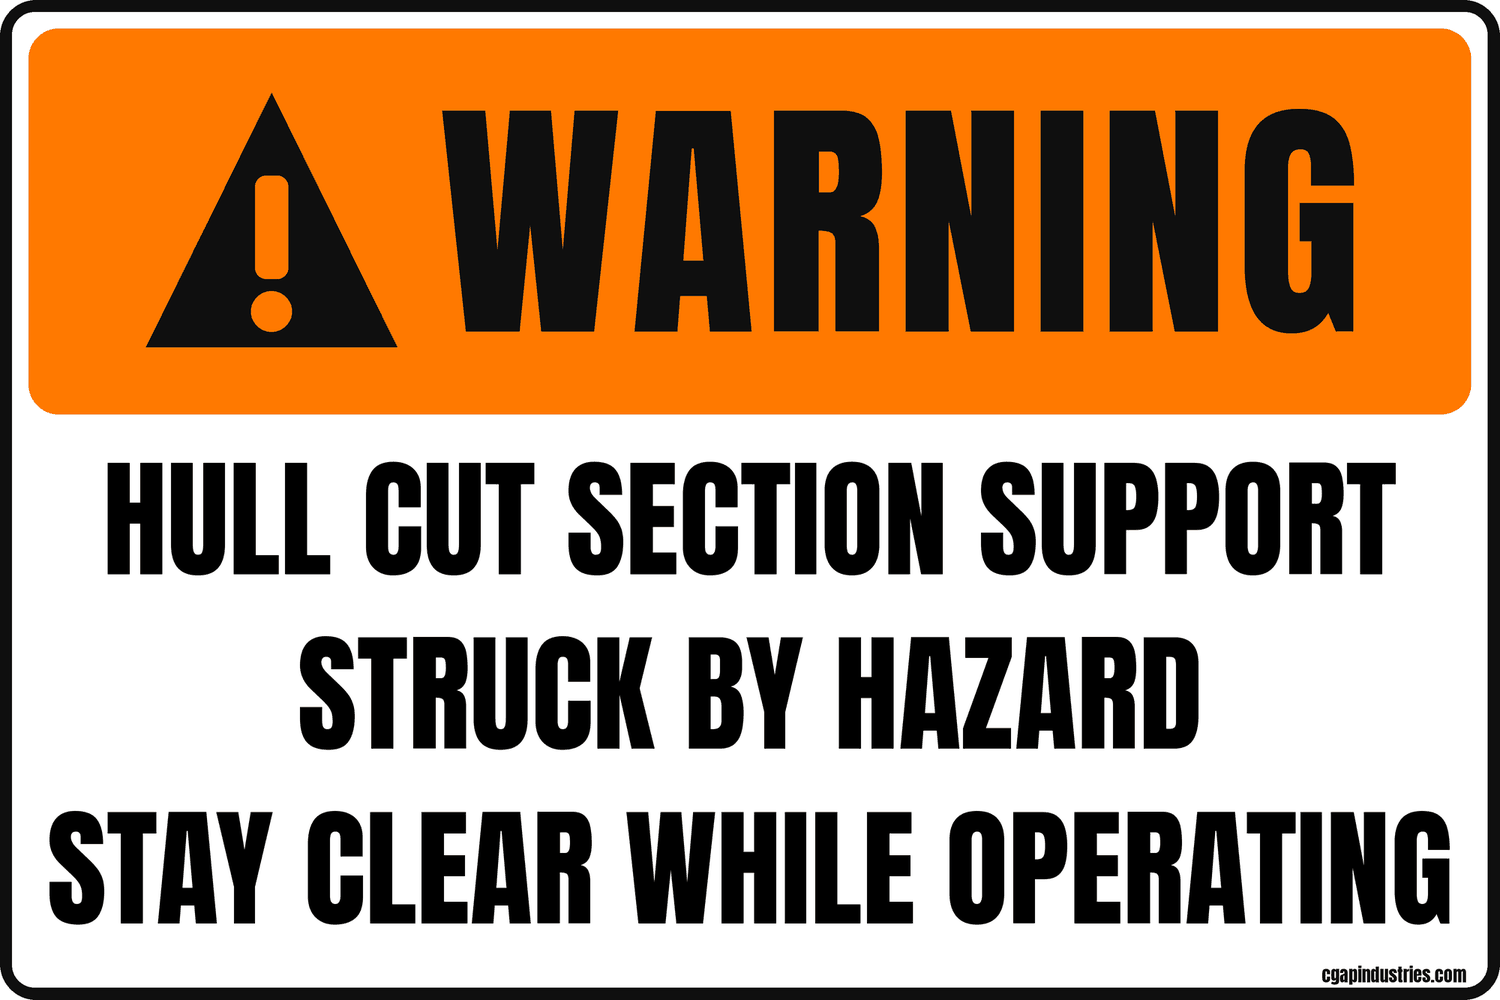 WARNING
HULL CUT SECTION SUPPORT
STRUCK BY HAZARD
STAY CLEAR WHILE OPERATING
cgapindustries.com